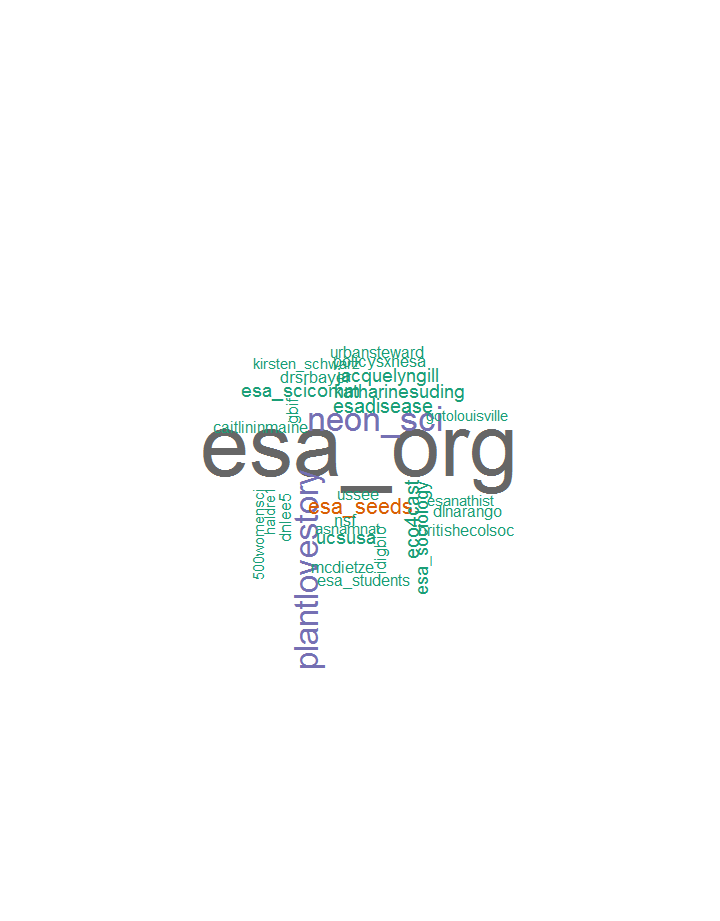 urbansteward
policysxnesa
kirsten_schwarz
drsrbayer
jacquelyngill
esa_scicomm
katharinesuding
gbif
esadisease
neon_sci
gotolouisville
caitlininmaine
esa_org
plantlovestory
ussee
esa_seeds
nsf
asnamnat
ucsusa
idigbio
mcdietze
esa_students
eco4cast
esa_sociology
esanathist
dlnarango
britishecolsoc
500womensci
haldre1
dnlee5